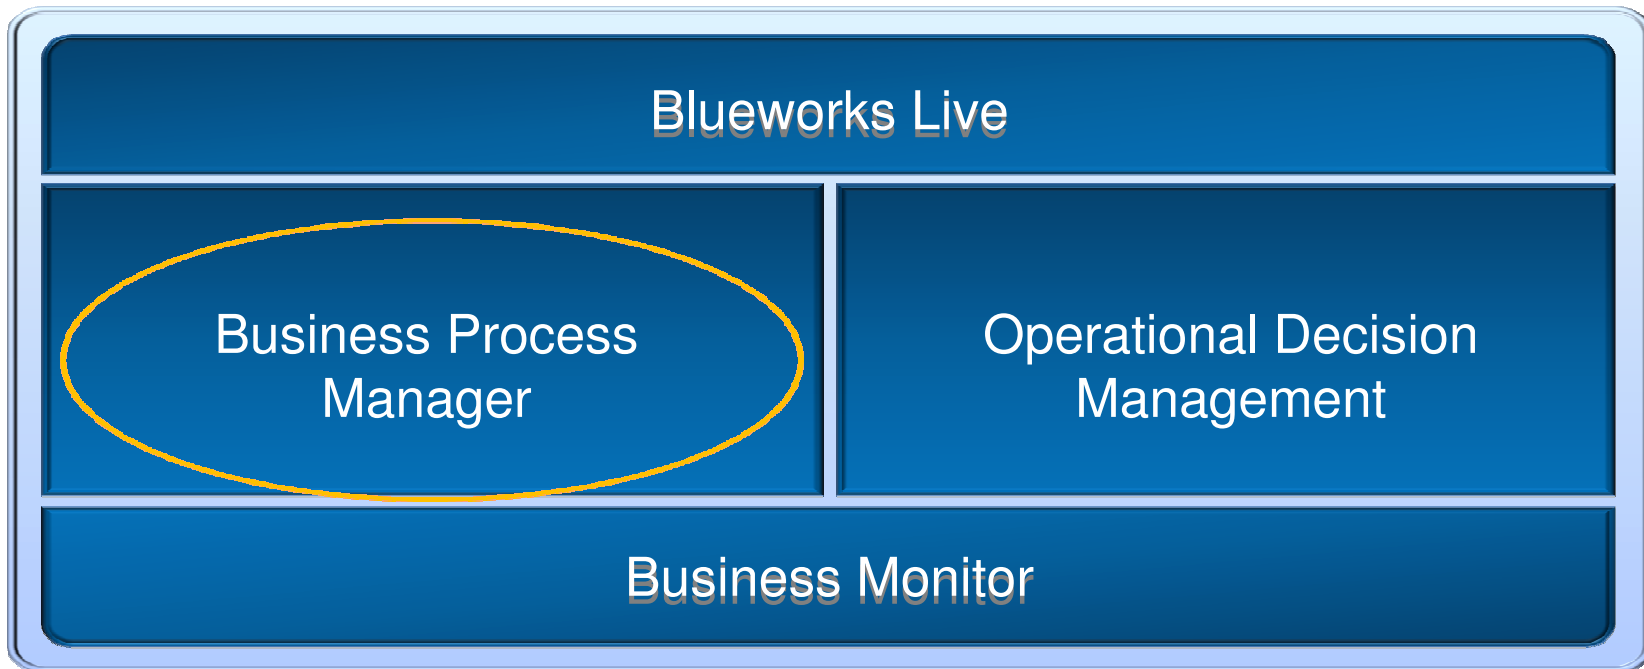 Blueworks Live
Business Process
Manager
Operational Decision
Management
Business Monitor